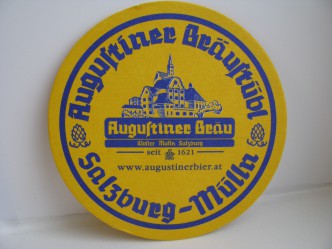 Augustiner Bräustübl
Augustiner Bräu
Kloster Mülln Salzburg
seit 1621
www.augustinerbier.at
Salzburg-Mülln